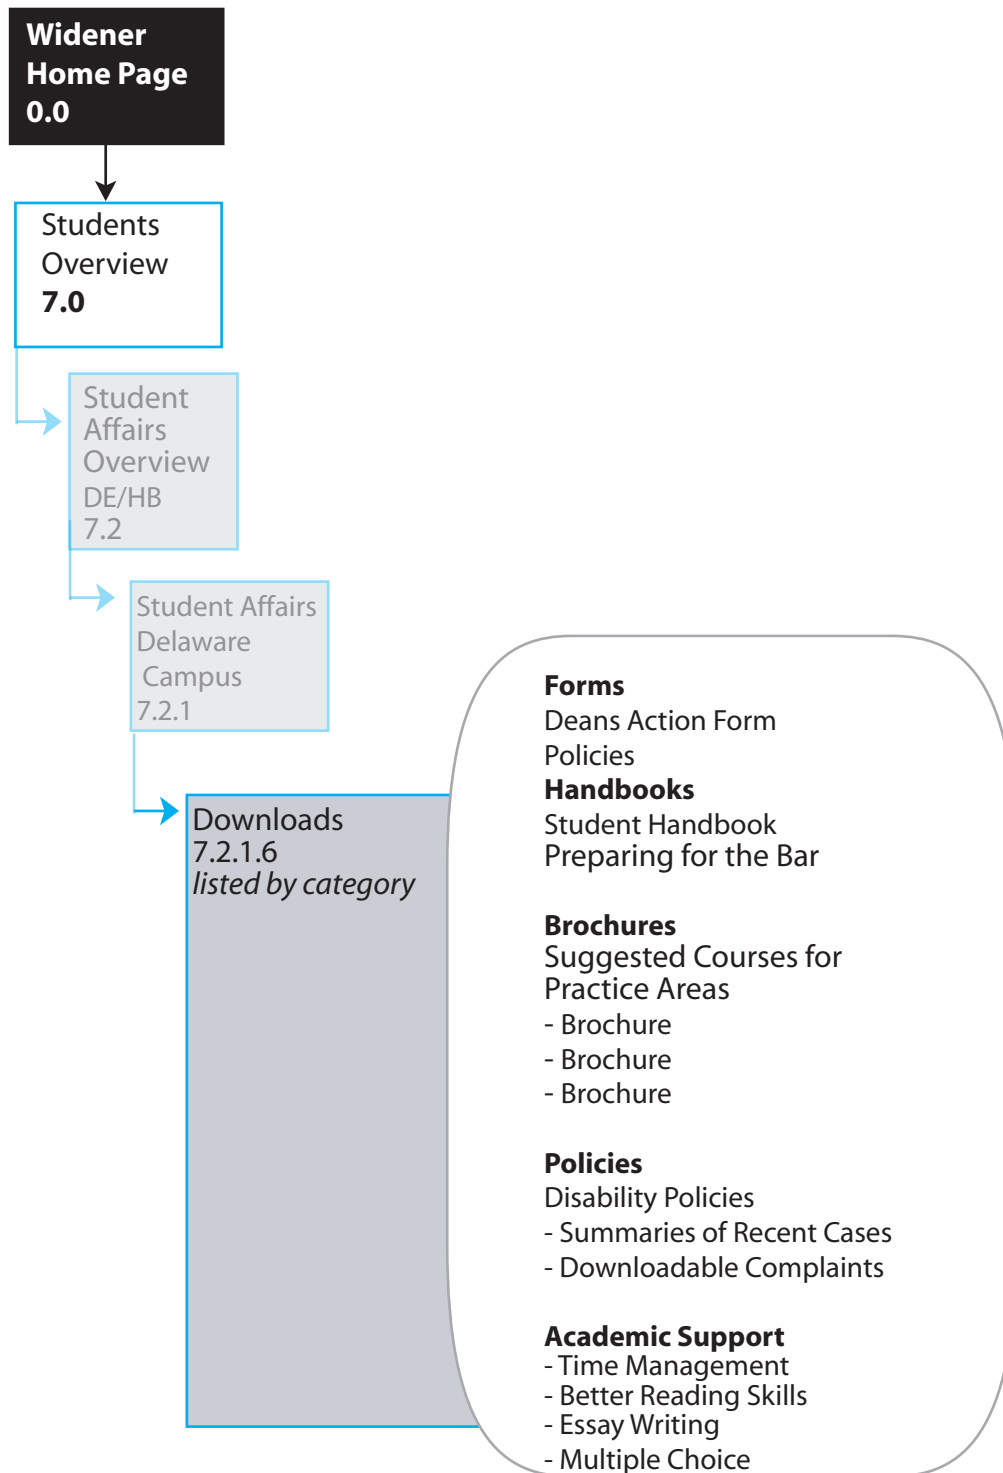 Widener
Home Page
0.0
Students
Overview
7.0
Student
Affairs
Overview
DE/HB
7.2
Student Affairs
Delaware
Campus
7.2.1
Downloads
7.2.1.6
listed by category
Forms
Deans Action Form
Policies
Handbooks
Student Handbook
Preparing for the Bar
Brochures
Suggested Courses for
Practice Areas
- Brochure
- Brochure
- Brochure
Policies
Disability Policies
- Summaries of Recent Cases
- Downloadable Complaints
Academic Support
- Time Management
- Better Reading Skills
- Essay Writing
- Multiple Choice